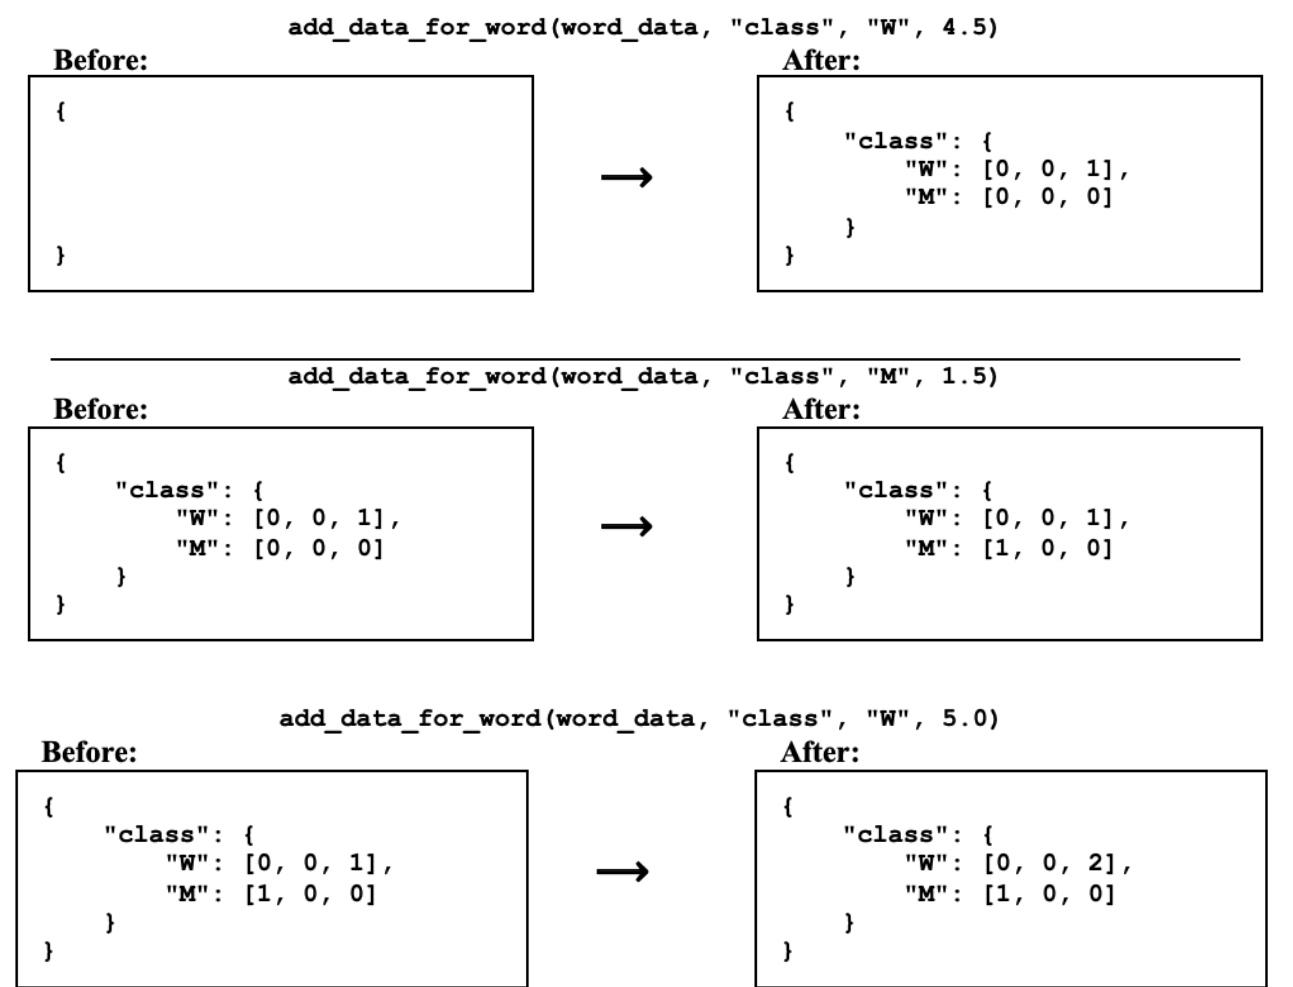 add_data_for_word(word_data, "class", "W", 4.5)
Before: After:
{ {
"class": {
"W": [0, 0, 1],
"M": [0, 0, 0]
}
} }
add_data_for_word(word_data, "class", "M", 1.5)
Before: After:
{ {
"class": { "class": {
"W": [0, 0, 1], "W": [0, 0, 1],
"M": [0, 0, 0] "M": [1, 0, 0]
} }
} }
add_data_for_word(word_data, "class", "W", 5.0)
Before: After:
{ {
"class": { "class": {
"W": [0, 0, 1], "W": [0, 0, 2],
"M": [1, 0, 0] "M": [1, 0, 0]
} }
} }